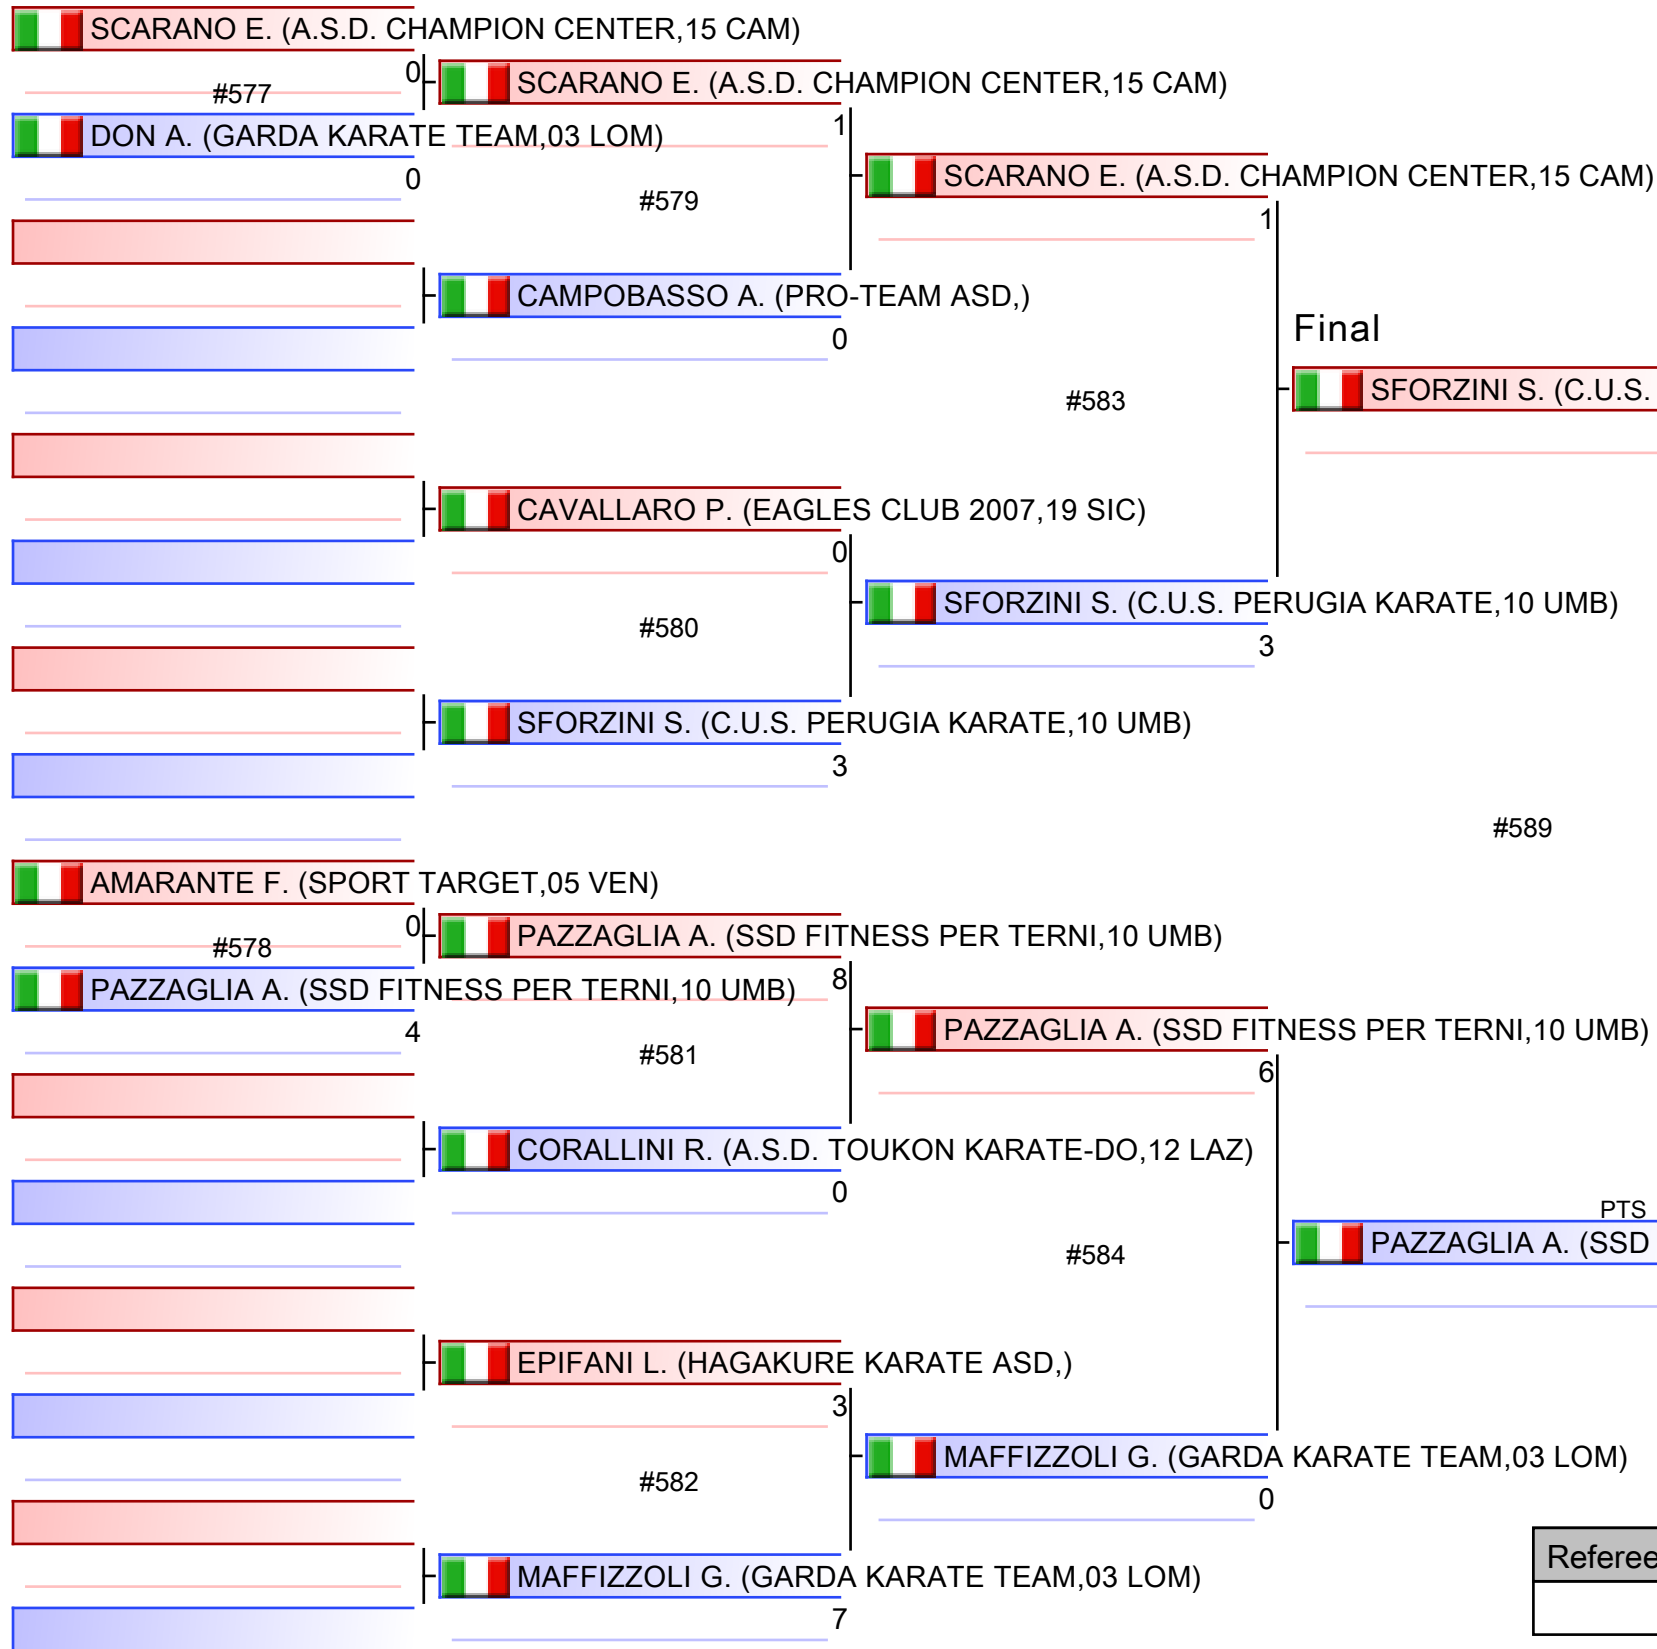 SCARANO E. (A.S.D. CHAMPION CENTER,15 CAM)
0
#577
DON A. (GARDA KARATE TEAM,03 LOM)
0
SCARANO E. (A.S.D. CHAMPION CENTER,15 CAM)
1
#579
CAMPOBASSO A. (PRO-TEAM ASD,)
0
SCARANO E. (A.S.D. CHAMPION CENTER,15 CAM)
1
#583
Final
SFORZINI S. (C.U.S.
CAVALLARO P. (EAGLES CLUB 2007,19 SIC)
0
#580
SFORZINI S. (C.U.S. PERUGIA KARATE,10 UMB)
3
SFORZINI S. (C.U.S. PERUGIA KARATE,10 UMB)
3
#589
AMARANTE F. (SPORT TARGET,05 VEN)
0
#578
PAZZAGLIA A. (SSD FITNESS PER TERNI,10 UMB)
4
PAZZAGLIA A. (SSD FITNESS PER TERNI,10 UMB)
8
#581
CORALLINI R. (A.S.D. TOUKON KARATE-DO,12 LAZ)
0
PAZZAGLIA A. (SSD FITNESS PER TERNI,10 UMB)
6
#584
PTS
PAZZAGLIA A. (SSD
EPIFANI L. (HAGAKURE KARATE ASD,)
3
#582
MAFFIZZOLI G. (GARDA KARATE TEAM,03 LOM)
7
MAFFIZZOLI G. (GARDA KARATE TEAM,03 LOM)
0
Referee